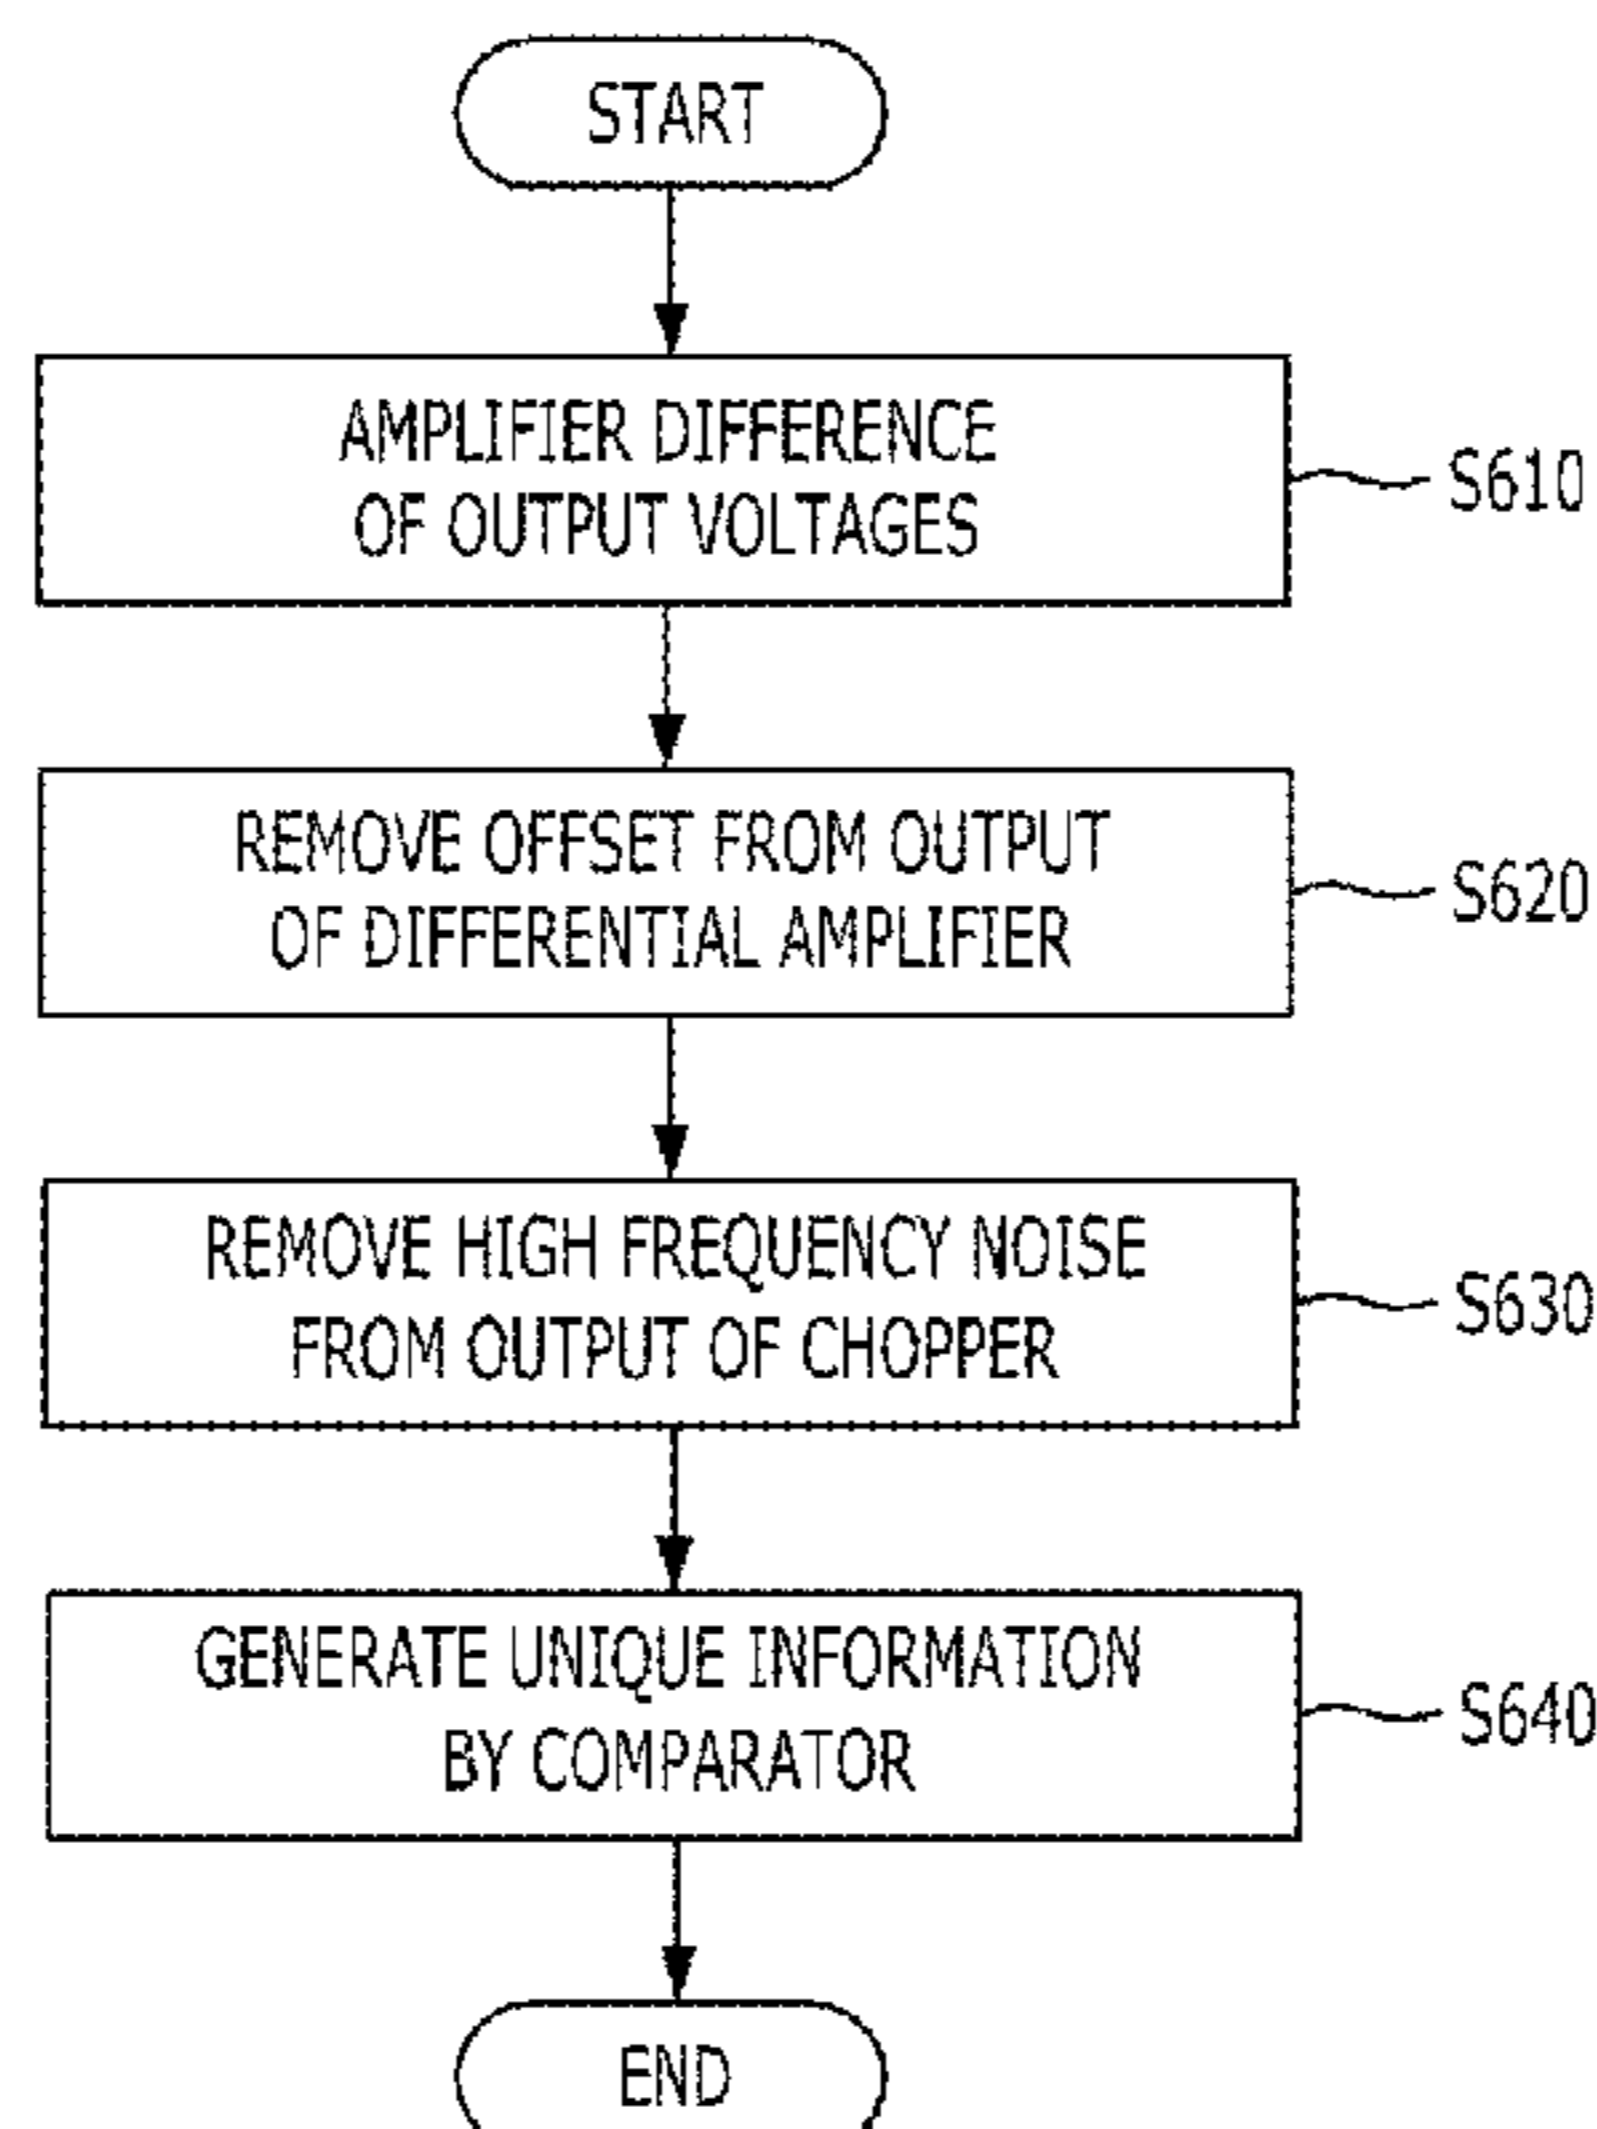 START
AMPLIFIER DIFFERENCE
OF OUTPUT VOLTAGES
S610
REMOVE OFFSET FROM OUTPUT
OF DIFFERENTIAL AMPLIFIER
S620
REMOVE HIGH FREQUENCY NOISE
FROM OUTPUT OF CHOPPER
S630
GENERATE UNIQUE INFORMATION
BY COMPARATOR
S640
END